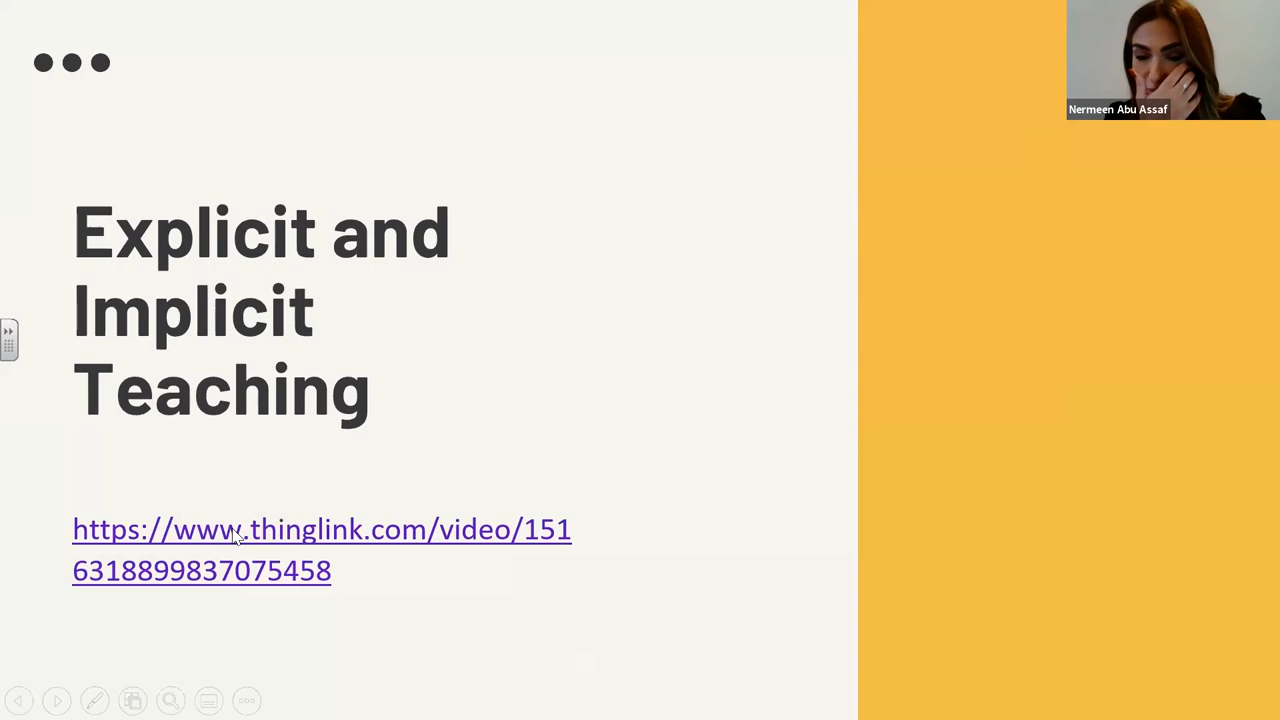 Nermeen Abu Assaf
Explicit and
Implicit
Teaching
https://www.thinglink.com/video/151
6318899837075458